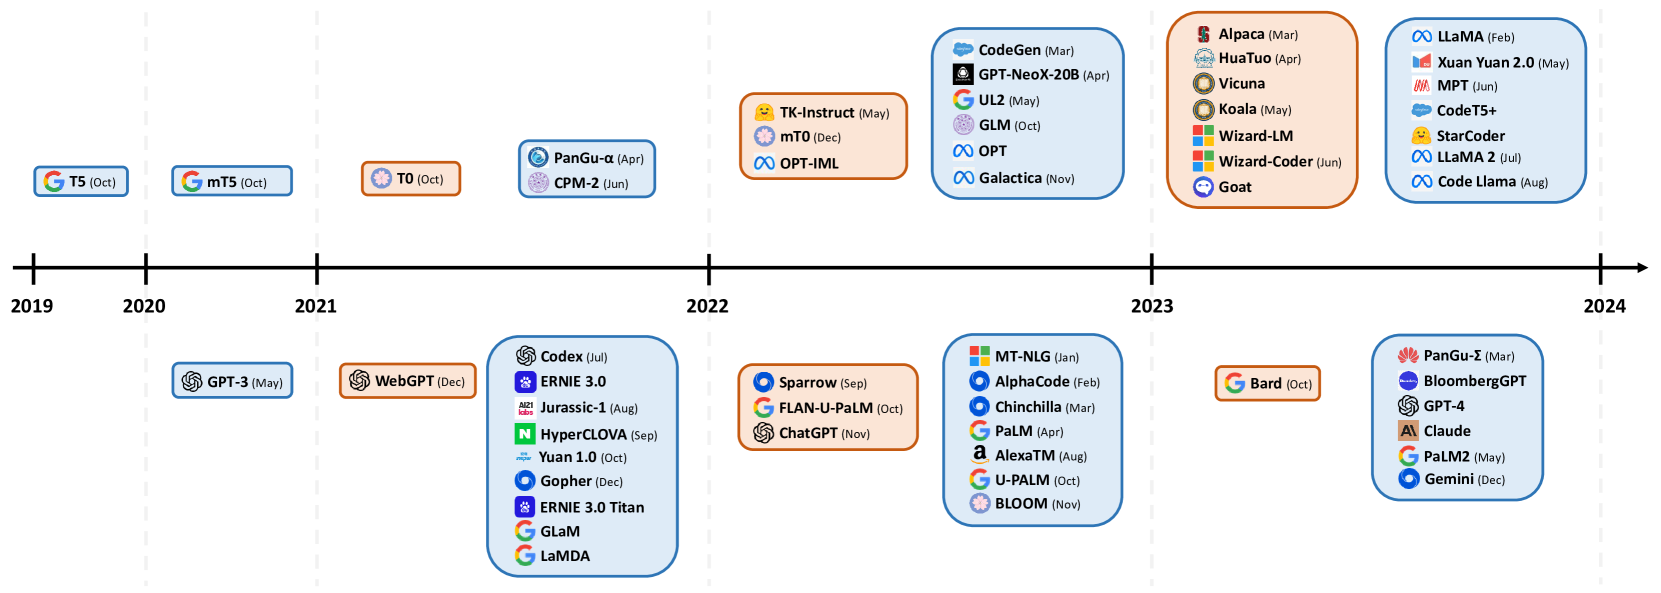 T5 (Oct)
mT5 (Oct)
T0 (Oct)
PanGu-α (Apr)
CPM-2 (Jun)
TK-Instruct (May)
mT0 (Dec)
OPT-IML
CodeGen (Mar)
GPT-NeoX-20B (Apr)
UL2 (May)
GLM (Oct)
OPT
Galactica (Nov)
Alpaca (Mar)
HuaTuo (Apr)
Vicuna
Koala (May)
Wizard-LM
Wizard-Coder (Jun)
Goat
LLaMA (Feb)
Xuan Yuan 2.0 (May)
MPT (Jun)
CodeT5+
StarCoder
LLaMA 2 (Jul)
Code Llama (Aug)
2019
2020
2021
2022
2023
2024
GPT-3 (May)
WebGPT (Dec)
Codex (Jul)
ERNIE 3.0
AI21 labs Jurassic-1 (Aug)
HyperCLOVA (Sep)
Yuan 1.0 (Oct)
Gopher (Dec)
ERNIE 3.0 Titan
GLaM
LaMDA
Sparrow (Sep)
FLAN-U-PaLM (Oct)
ChatGPT (Nov)
MT-NLG (Jan)
AlphaCode (Feb)
Chinchilla (Mar)
PaLM (Apr)
AlexaTM (Aug)
U-PALM (Oct)
BLOOM (Nov)
Bard (Oct)
PanGu-Σ (Mar)
BloombergGPT
GPT-4
Claude
PaLM2 (May)
Gemini (Dec)